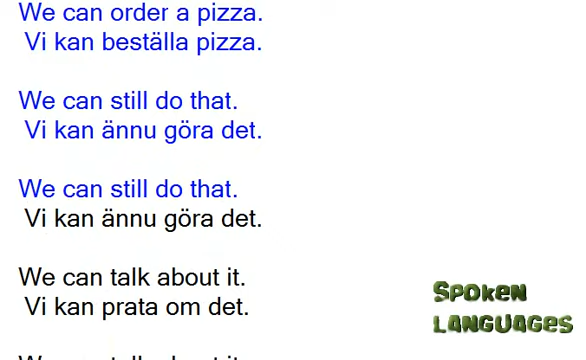 We can order a pizza.
Vi kan beställa pizza.
We can still do that.
Vi kan ännu göra det.
We can still do that.
Vi kan ännu göra det.
We can talk about it.
Vi kan prata om det.
Spoken
Languages